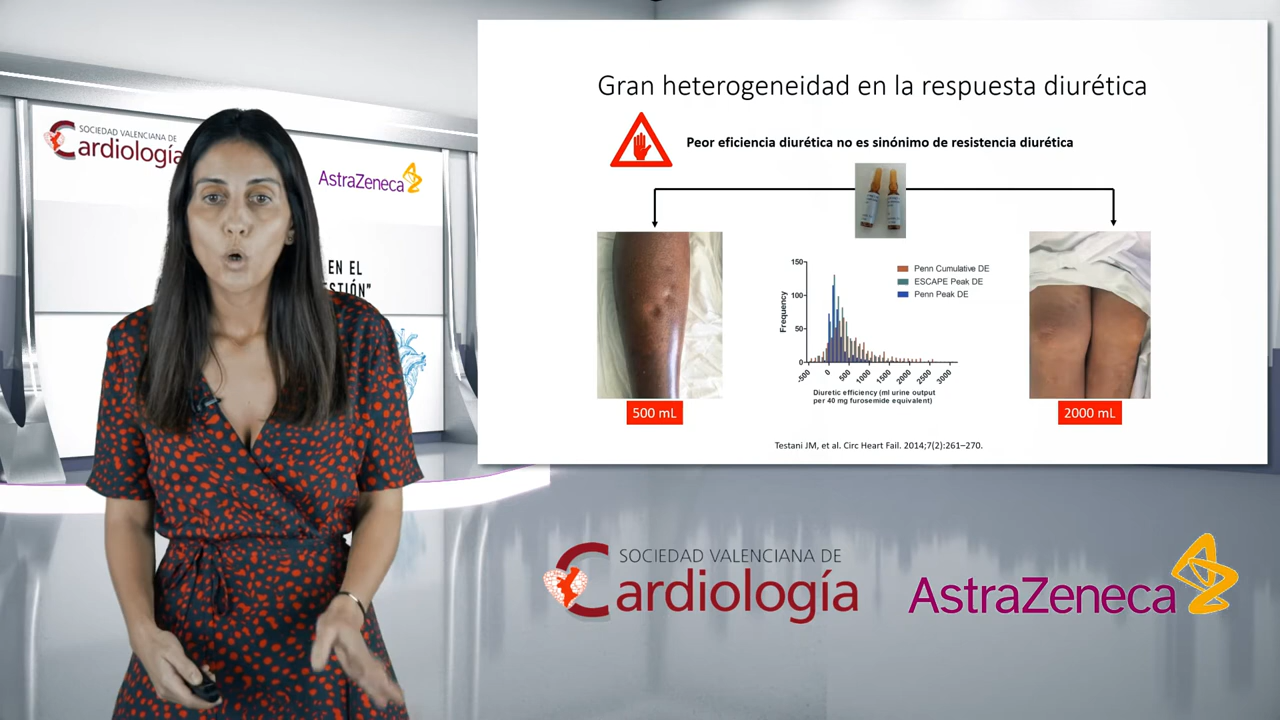 SOCIEDAD VALENCIANA DE
Cardiología
AstraZeneca
EN EL
ESTIÓN"
Gran heterogeneidad en la respuesta diurética
Peor eficiencia diurética no es sinónimo de resistencia diurética
500 mL
150
100
50
0
Frequency
-500
0
500
1000
1500
2000
2500
3000
Penn Cumulative DE
ESCAPE Peak DE
Penn Peak DE
Diuretic efficiency (ml urine output
per 40 mg furosemide equivalent)
2000 mL
Testani JM, et al. Circ Heart Fail. 2014;7(2):261–270.
SOCIEDAD VALENCIANA DE
Cardiología
AstraZeneca